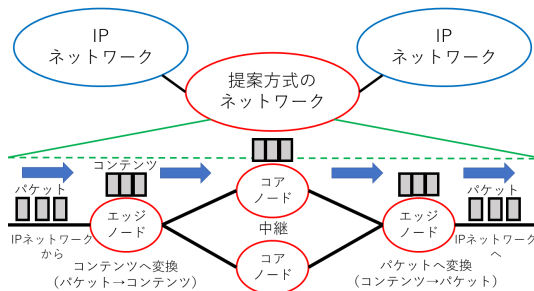 IP
ネットワーク
IP
ネットワーク
提案方式の
ネットワーク
コンテンツ
パケット
パケット
コア
ノード
エッジ
ノード
エッジ
ノード
中継
IPネットワーク
から
IPネットワーク
へ
コンテンツへ変換
(パケット→コンテンツ)
コア
ノード
パケットへ変換
(コンテンツ→パケット)